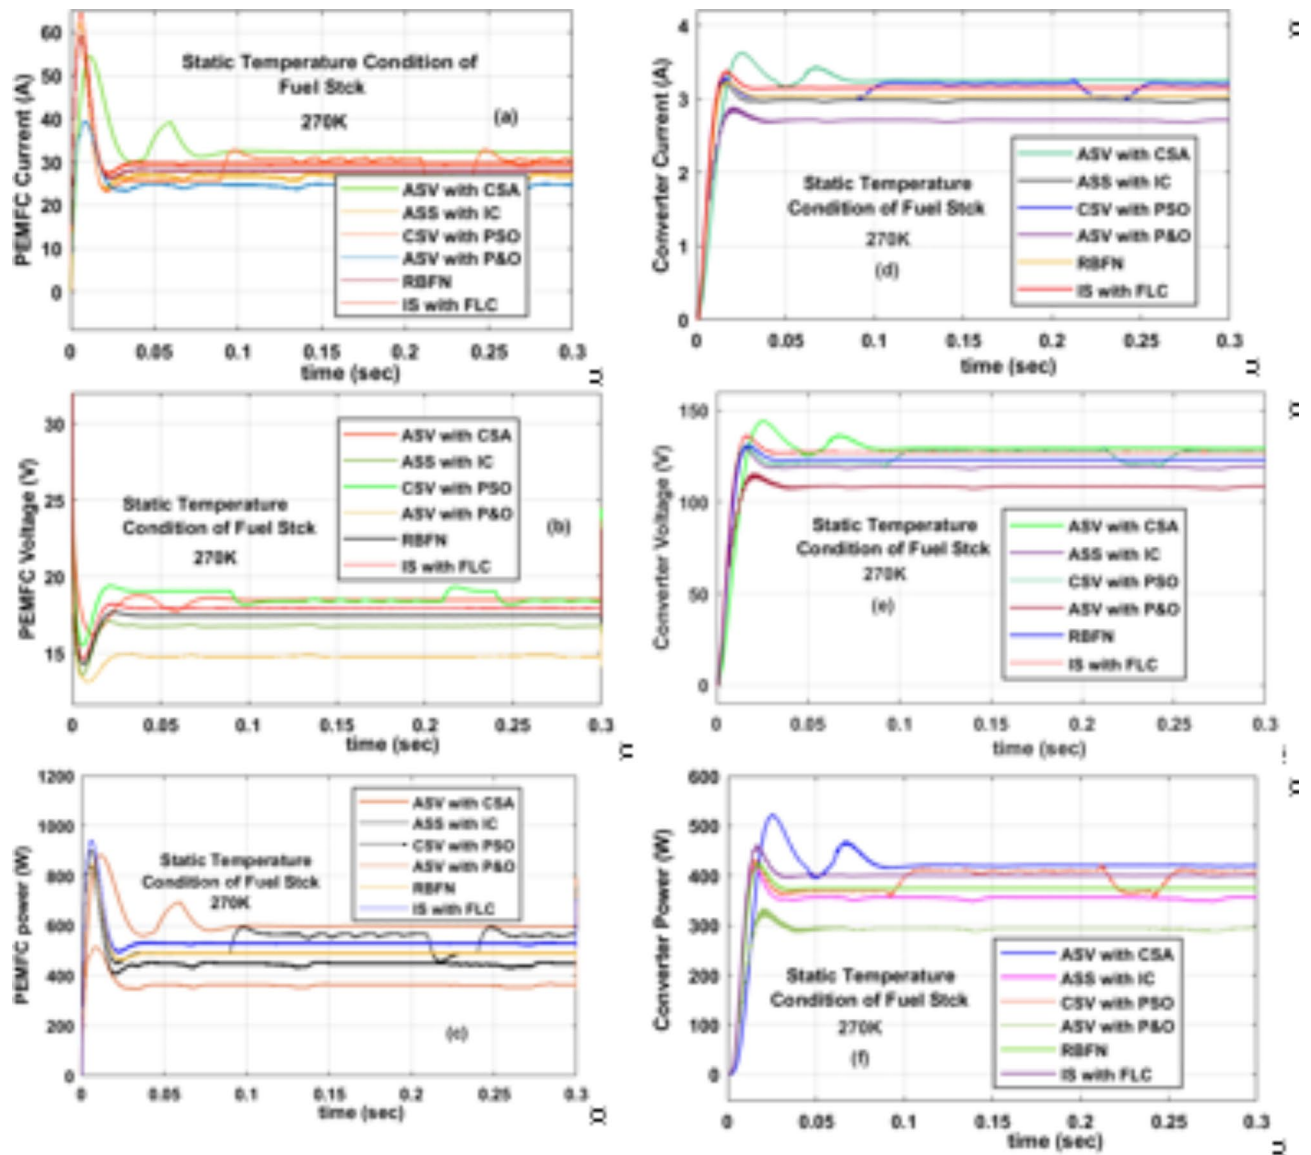 60
50
40
30
20
10
0
PEMFC Current (A)
Static Temperature Condition of
Fuel Stck
270K
(a)
ASV with CSA
ASS with IC
CSV with PSO
ASV with P&O
RBFN
IS with FLC
0 0.05 0.1 0.15 0.2 0.25 0.3
time (sec)
4
3
2
1
0
Converter Current (A)
Static Temperature
Condition of Fuel Stck
270K
(d)
ASV with CSA
ASS with IC
CSV with PSO
ASV with P&O
RBFN
IS with FLC
0 0.05 0.1 0.15 0.2 0.25 0.3
time (sec)
30
25
20
15
PEMFC Voltage (V)
Static Temperature
Condition of Fuel Stck
270K
(b)
ASV with CSA
ASS with IC
CSV with PSO
ASV with P&O
RBFN
IS with FLC
0 0.05 0.1 0.15 0.2 0.25 0.3
time (sec)
150
100
50
0
Converter Voltage (V)
Static Temperature
Condition of Fuel Stck
270K
(e)
ASV with CSA
ASS with IC
CSV with PSO
ASV with P&O
RBFN
IS with FLC
0 0.05 0.1 0.15 0.2 0.25 0.3
time (sec)
1200
1000
800
600
400
200
0
PEMFC power (W)
Static Temperature
Condition of Fuel Stck
270K
(c)
ASV with CSA
ASS with IC
CSV with PSO
ASV with P&O
RBFN
IS with FLC
0 0.05 0.1 0.15 0.2 0.25 0.3
time (sec)
600
500
400
300
200
100
0
Converter Power (W)
Static Temperature
Condition of Fuel Stck
270K
(f)
ASV with CSA
ASS with IC
CSV with PSO
ASV with P&O
RBFN
IS with FLC
0 0.05 0.1 0.15 0.2 0.25 0.3
time (sec)